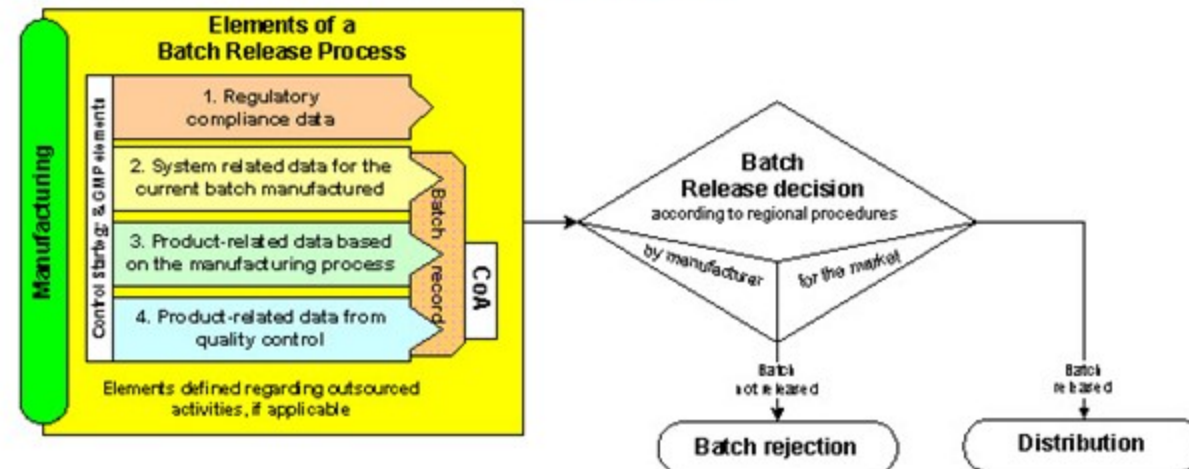 Manufacturing
Elements of a
Batch Release Process
Control Startegy & GMP elements
1. Regulatory
compliance data
2. System related data for the
current batch manufactured
3. Product-related data based
on the manufacturing process
4. Product-related data from
quality control
Batch record
CoA
Elements defined regarding outsourced
activities, if applicable
Batch
Release decision
according to regional procedures
by manufacturer
for the market
Batch
not released
Batch
released
Batch rejection
Distribution